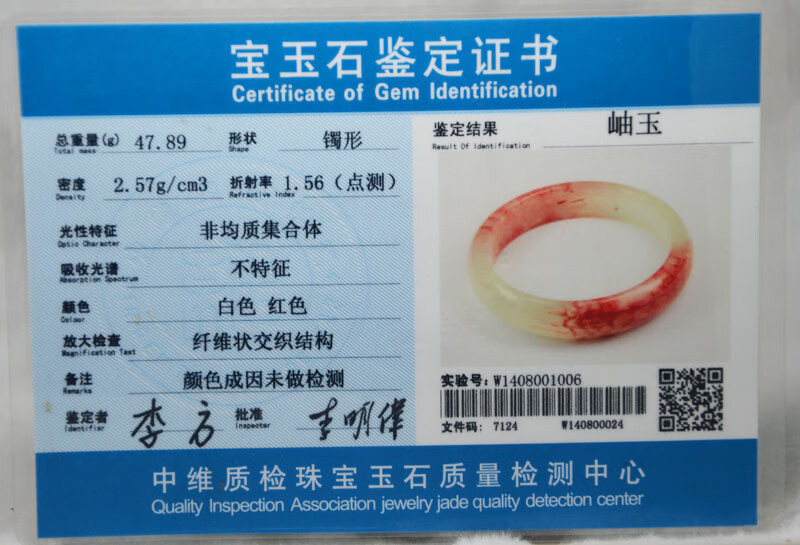 宝玉石鉴定证书
Certificate of Gem Identification
总重量(g) 47.89 形状 镯形
Total mass Shape
密度 2.57g/cm3 折射率 1.56（点测）
Density Refractive Index
光性特征 非均质集合体
Optic Character
吸收光谱 不特征
Absorption Spectrum
颜色 白色 红色
Colour
放大检查 纤维状交织结构
Magnification Test
备注 颜色成因未做检测
Remarks
鉴定者 李方 批准 李明偉
Identifier Inspecter
鉴定结果 岫玉
Result Of Identification
实验号: W1408001006
文件码: 7124 W140800024
中维质检珠宝玉石质量检测中心
Quality Inspection Association jewelry jade quality detection center